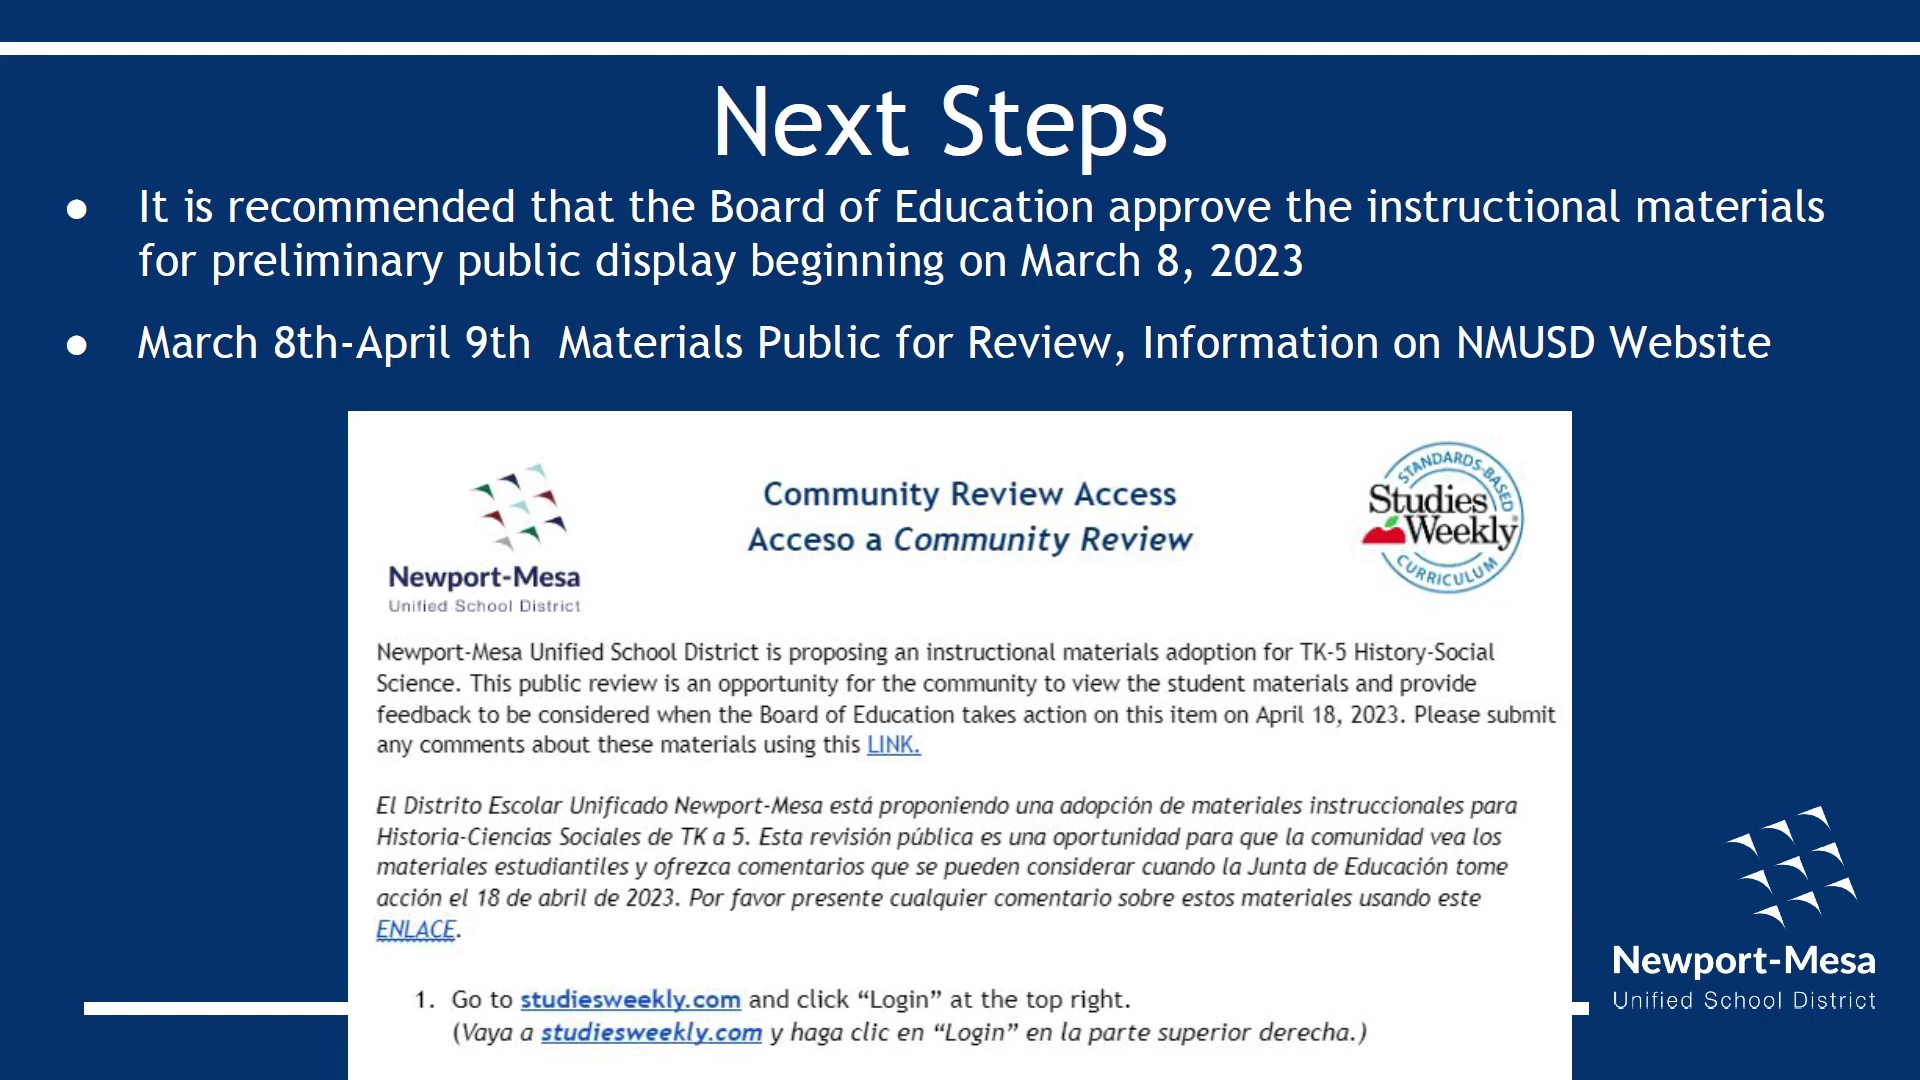 Next Steps
● It is recommended that the Board of Education approve the instructional materials
for preliminary public display beginning on March 8, 2023
● March 8th-April 9th  Materials Public for Review, Information on NMUSD Website
Newport-Mesa
Unified School District
Community Review Access
Acceso a Community Review
STANDARDS-BASED
Studies
Weekly®
CURRICULUM
Newport-Mesa Unified School District is proposing an instructional materials adoption for TK-5 History-Social
Science. This public review is an opportunity for the community to view the student materials and provide
feedback to be considered when the Board of Education takes action on this item on April 18, 2023. Please submit
any comments about these materials using this LINK.
El Distrito Escolar Unificado Newport-Mesa está proponiendo una adopción de materiales instruccionales para
Historia-Ciencias Sociales de TK a 5. Esta revisión pública es una oportunidad para que la comunidad vea los
materiales estudiantiles y ofrezca comentarios que se pueden considerar cuando la Junta de Educación tome
acción el 18 de abril de 2023. Por favor presente cualquier comentario sobre estos materiales usando este
ENLACE.
1. Go to studiesweekly.com and click “Login” at the top right.
(Vaya a studiesweekly.com y haga clic en “Login” en la parte superior derecha.)
Newport-Mesa
Unified School District